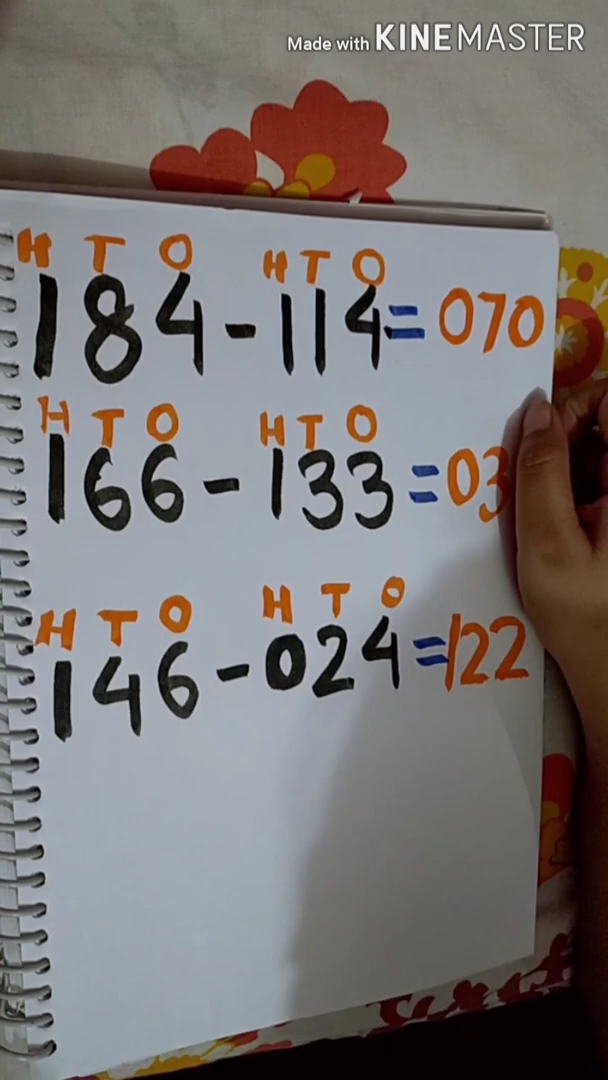 Made with KINEMASTER
H T O H T O
184 - 114 = 070
H T O H T O
166 - 133 = 03
H T O H T O
146 - 024 = 122